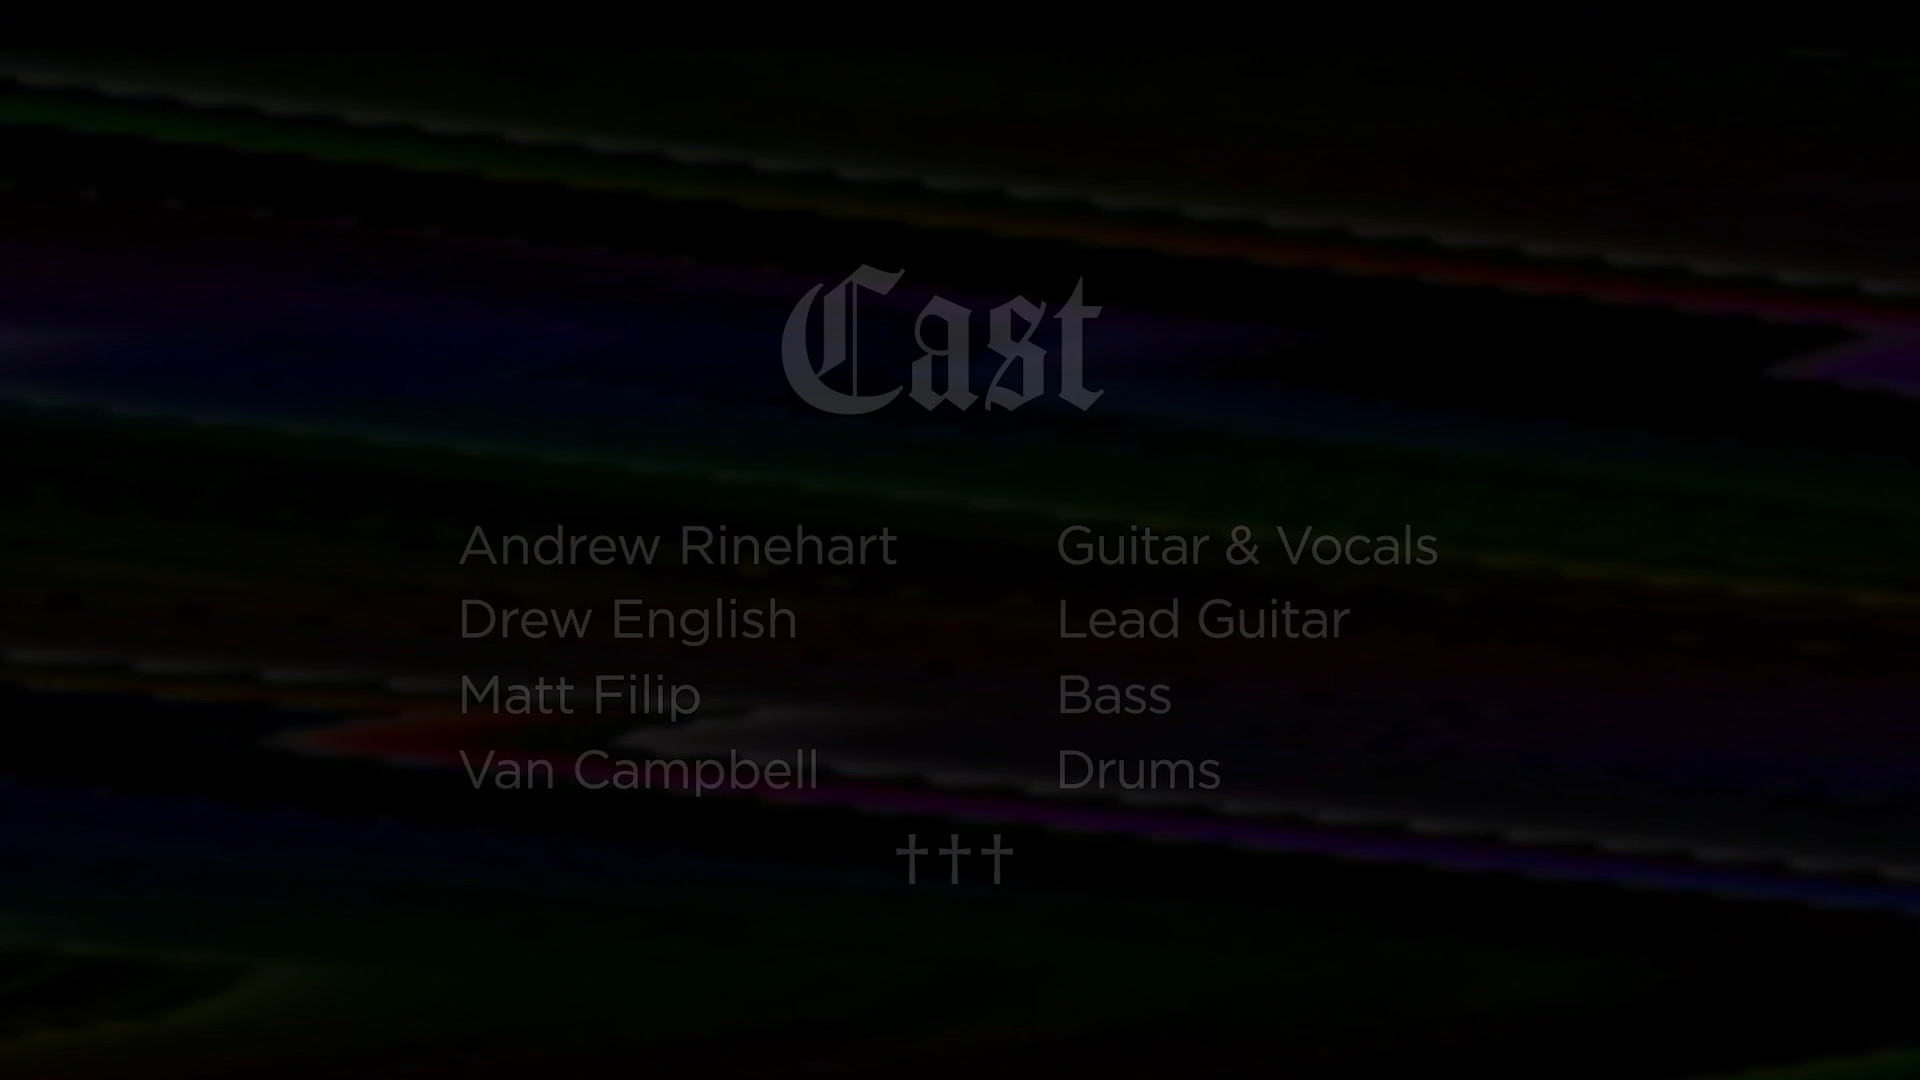 Cast
Andrew Rinehart Guitar & Vocals
Drew English Lead Guitar
Matt Filip Bass
Van Campbell Drums
†††